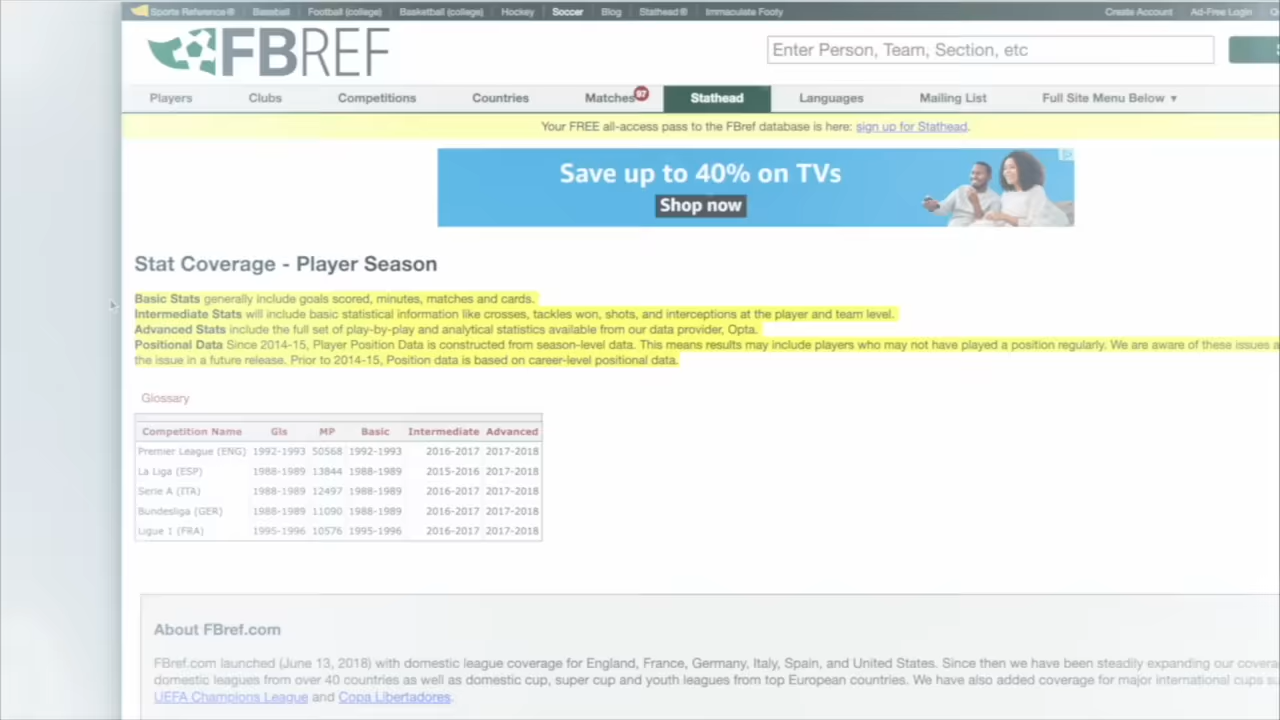 Sports Reference® Baseball Football (college) Basketball (college) Hockey Soccer Blog Stathead® Immaculate Footy Create Account Ad-Free Login
FBREF
Enter Person, Team, Section, etc
Players Clubs Competitions Countries Matches 97 Stathead Languages Mailing List Full Site Menu Below ▼
Your FREE all-access pass to the FBref database is here: sign up for Stathead.
Save up to 40% on TVs
Shop now
Stat Coverage - Player Season
Basic Stats generally include goals scored, minutes, matches and cards.
Intermediate Stats will include basic statistical information like crosses, tackles won, shots, and interceptions at the player and team level.
Advanced Stats include the full set of play-by-play and analytical statistics available from our data provider, Opta.
Positional Data Since 2014-15, Player Position Data is constructed from season-level data. This means results may include players who may not have played a position regularly. We are aware of these issues a
the issue in a future release. Prior to 2014-15, Position data is based on career-level positional data.
Glossary
Competition Name Gls MP Basic Intermediate Advanced
Premier League (ENG) 1992-1993 50568 1992-1993 2016-2017 2017-2018
La Liga (ESP) 1988-1989 13844 1988-1989 2015-2016 2017-2018
Serie A (ITA) 1988-1989 12497 1988-1989 2016-2017 2017-2018
Bundesliga (GER) 1988-1989 11090 1988-1989 2016-2017 2017-2018
Ligue 1 (FRA) 1995-1996 10576 1995-1996 2016-2017 2017-2018
About FBref.com
FBref.com launched (June 13, 2018) with domestic league coverage for England, France, Germany, Italy, Spain, and United States. Since then we have been steadily expanding our covera
domestic leagues from over 40 countries as well as domestic cup, super cup and youth leagues from top European countries. We have also added coverage for major international cups su
UEFA Champions League and Copa Libertadores.